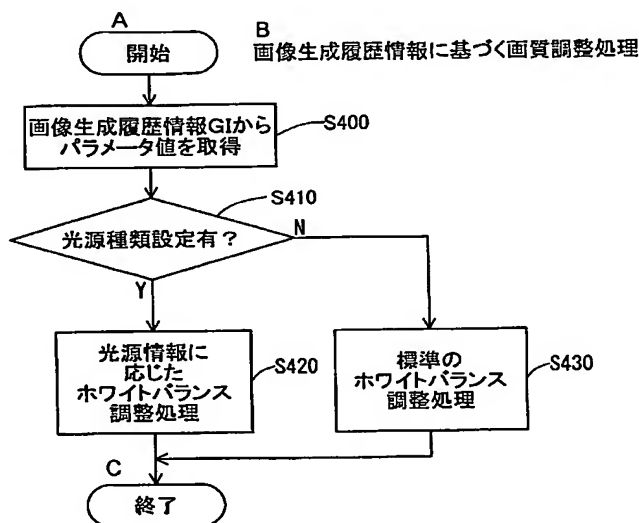 A
開始
B
画像生成履歴情報に基づく画質調整処理
画像生成履歴情報GIから
パラメータ値を取得
S400
S410
光源種類設定有？
N
Y
光源情報に
応じた
ホワイトバランス
調整処理
S420
標準の
ホワイトバランス
調整処理
S430
C
終了